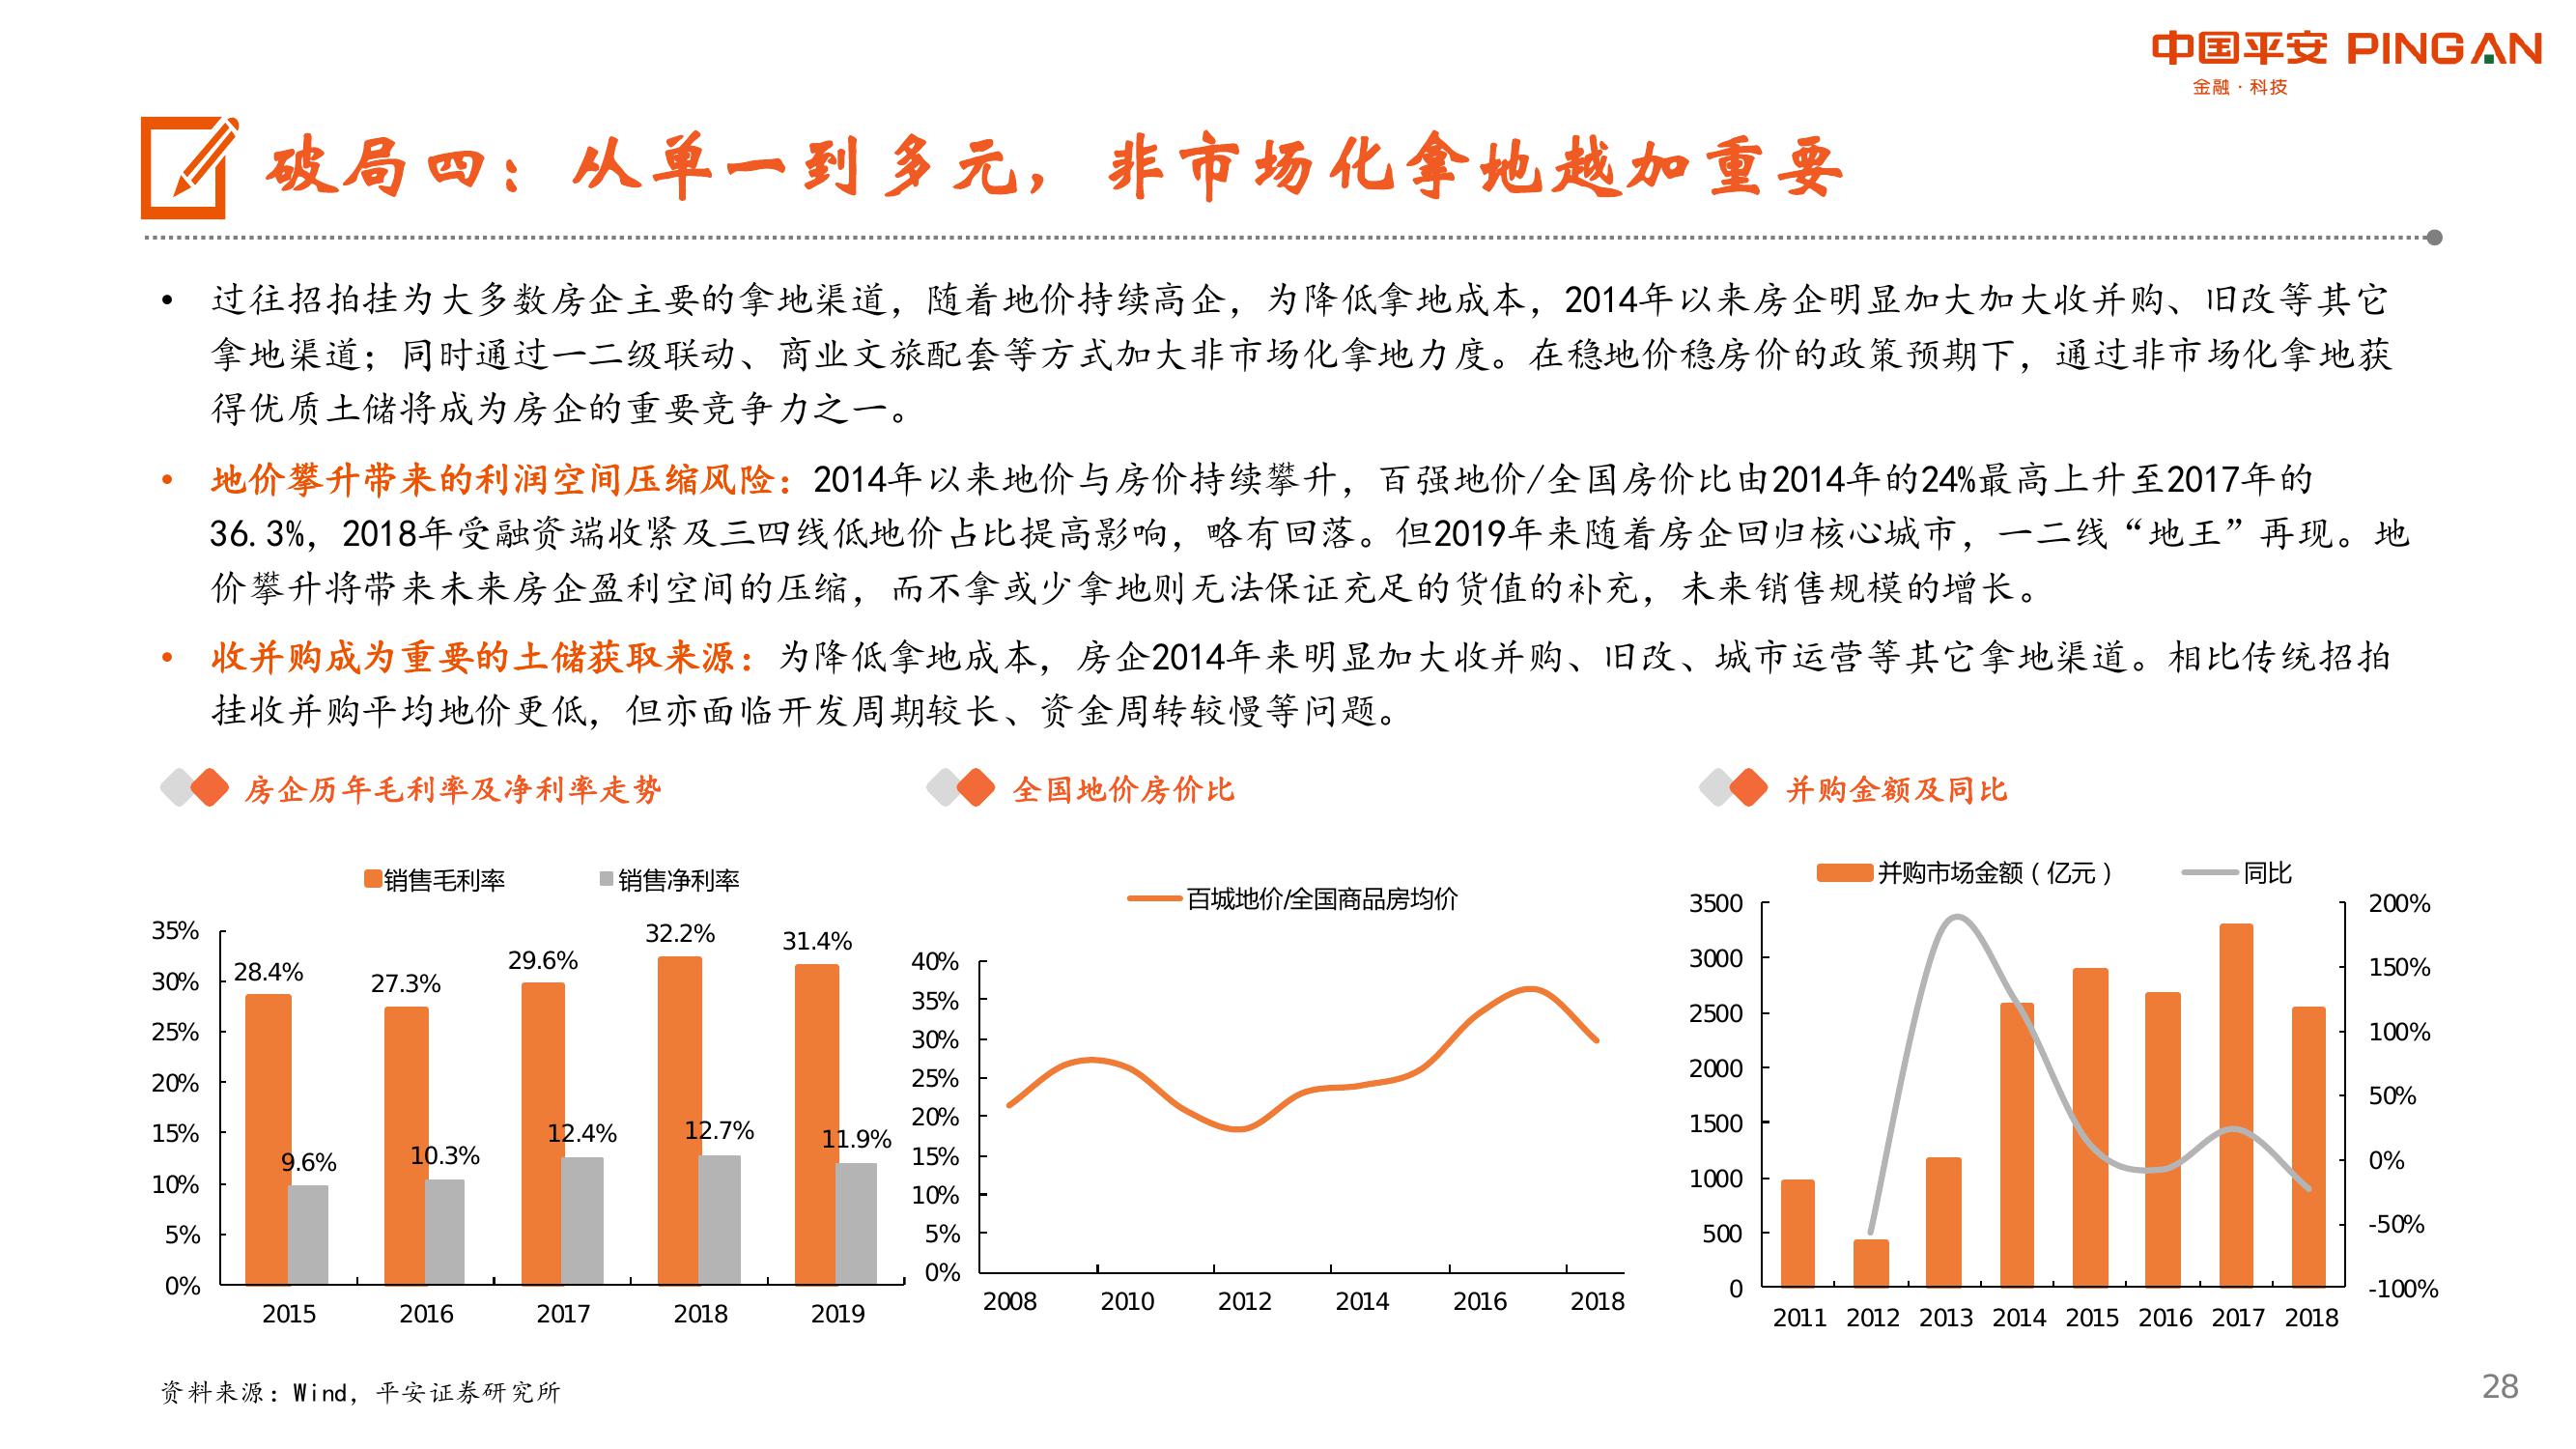 中国平安 PINGAN
金融·科技
破局四：从单一到多元，非市场化拿地越加重要
• 过往招拍挂为大多数房企主要的拿地渠道，随着地价持续高企，为降低拿地成本，2014年以来房企明显加大加大收并购、旧改等其它
拿地渠道；同时通过一二级联动、商业文旅配套等方式加大非市场化拿地力度。在稳地价稳房价的政策预期下，通过非市场化拿地获
得优质土储将成为房企的重要竞争力之一。
• 地价攀升带来的利润空间压缩风险：2014年以来地价与房价持续攀升，百强地价/全国房价比由2014年的24%最高上升至2017年的
36.3%，2018年受融资端收紧及三四线低地价占比提高影响，略有回落。但2019年来随着房企回归核心城市，一二线“地王”再现。地
价攀升将带来未来房企盈利空间的压缩，而不拿或少拿地则无法保证充足的货值的补充，未来销售规模的增长。
• 收并购成为重要的土储获取来源：为降低拿地成本，房企2014年来明显加大收并购、旧改、城市运营等其它拿地渠道。相比传统招拍
挂收并购平均地价更低，但亦面临开发周期较长、资金周转较慢等问题。
房企历年毛利率及净利率走势
销售毛利率 销售净利率
35%
30%
25%
20%
15%
10%
5%
0%
28.4% 27.3% 29.6% 32.2% 31.4%
9.6% 10.3% 12.4% 12.7% 11.9%
2015 2016 2017 2018 2019
全国地价房价比
百城地价/全国商品房均价
40%
35%
30%
25%
20%
15%
10%
5%
0%
2008 2010 2012 2014 2016 2018
并购金额及同比
并购市场金额（亿元） 同比
3500
3000
2500
2000
1500
1000
500
0
200%
150%
100%
50%
0%
-50%
-100%
2011 2012 2013 2014 2015 2016 2017 2018
资料来源：Wind，平安证券研究所
28